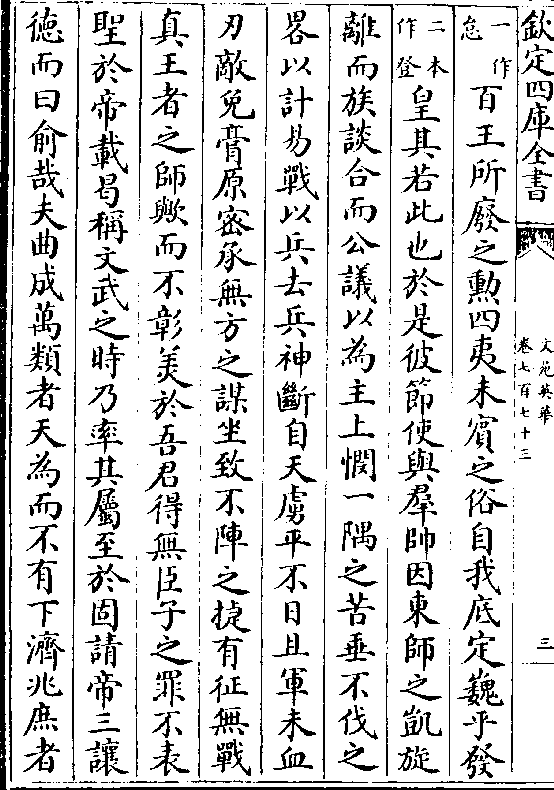 欽定四庫全書
文苑英華
卷七百七十三
三
一作怠百王所廢之勲四夷未賓之俗自我底定巍乎發
二本作登皇其若此也於是彼節使與羣帥因東師之凱旋
離而族談合而公議以為主上憫一隅之苦垂不伐之
畧以計易戰以兵去兵神斷自天虜平不日且軍未血
刃敵免膏原密承無方之謀坐致不陣之捷有征無戰
真王者之師歟而不彰美於吾君得無臣子之罪不表
聖於帝載曷稱文武之時乃率其屬至於固請帝三讓
徳而曰俞哉夫曲成萬類者天為而不有下濟兆庶者